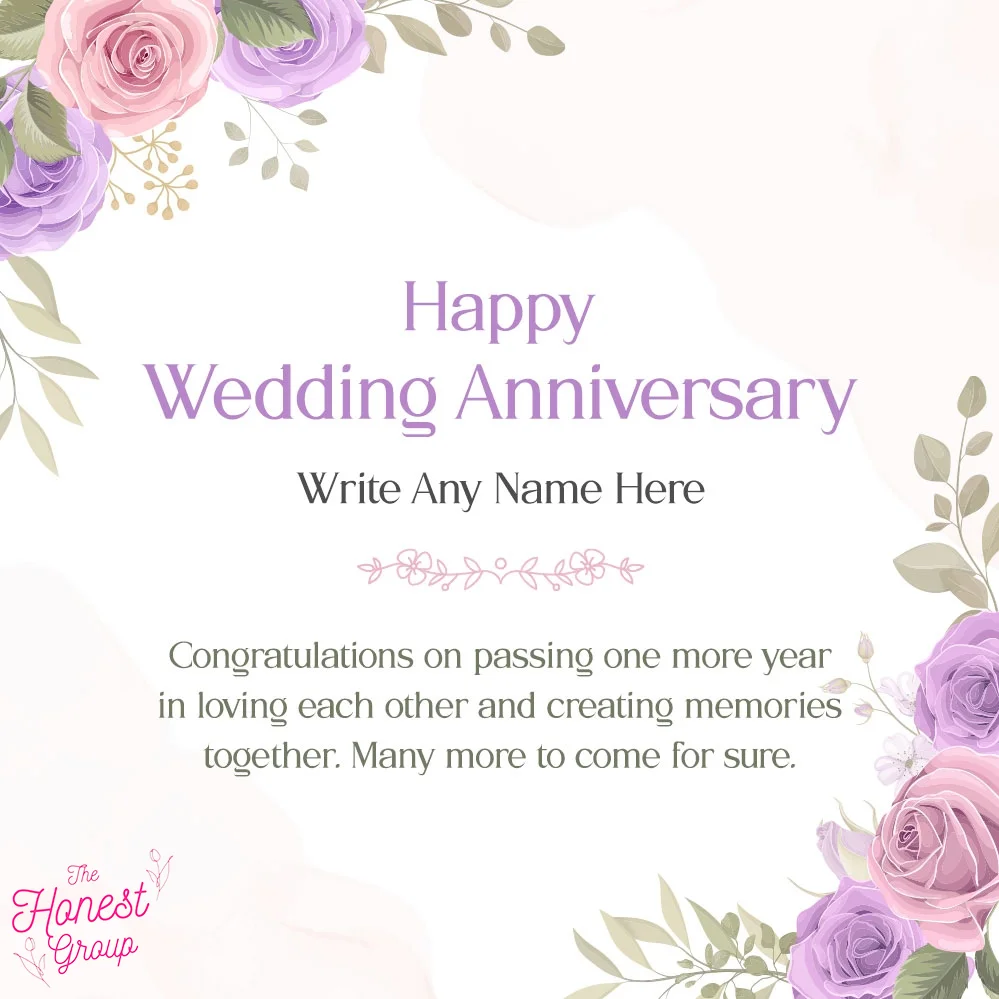 Happy
Wedding Anniversary
Write Any Name Here
Congratulations on passing one more year
in loving each other and creating memories
together. Many more to come for sure.
The
Honest
Group